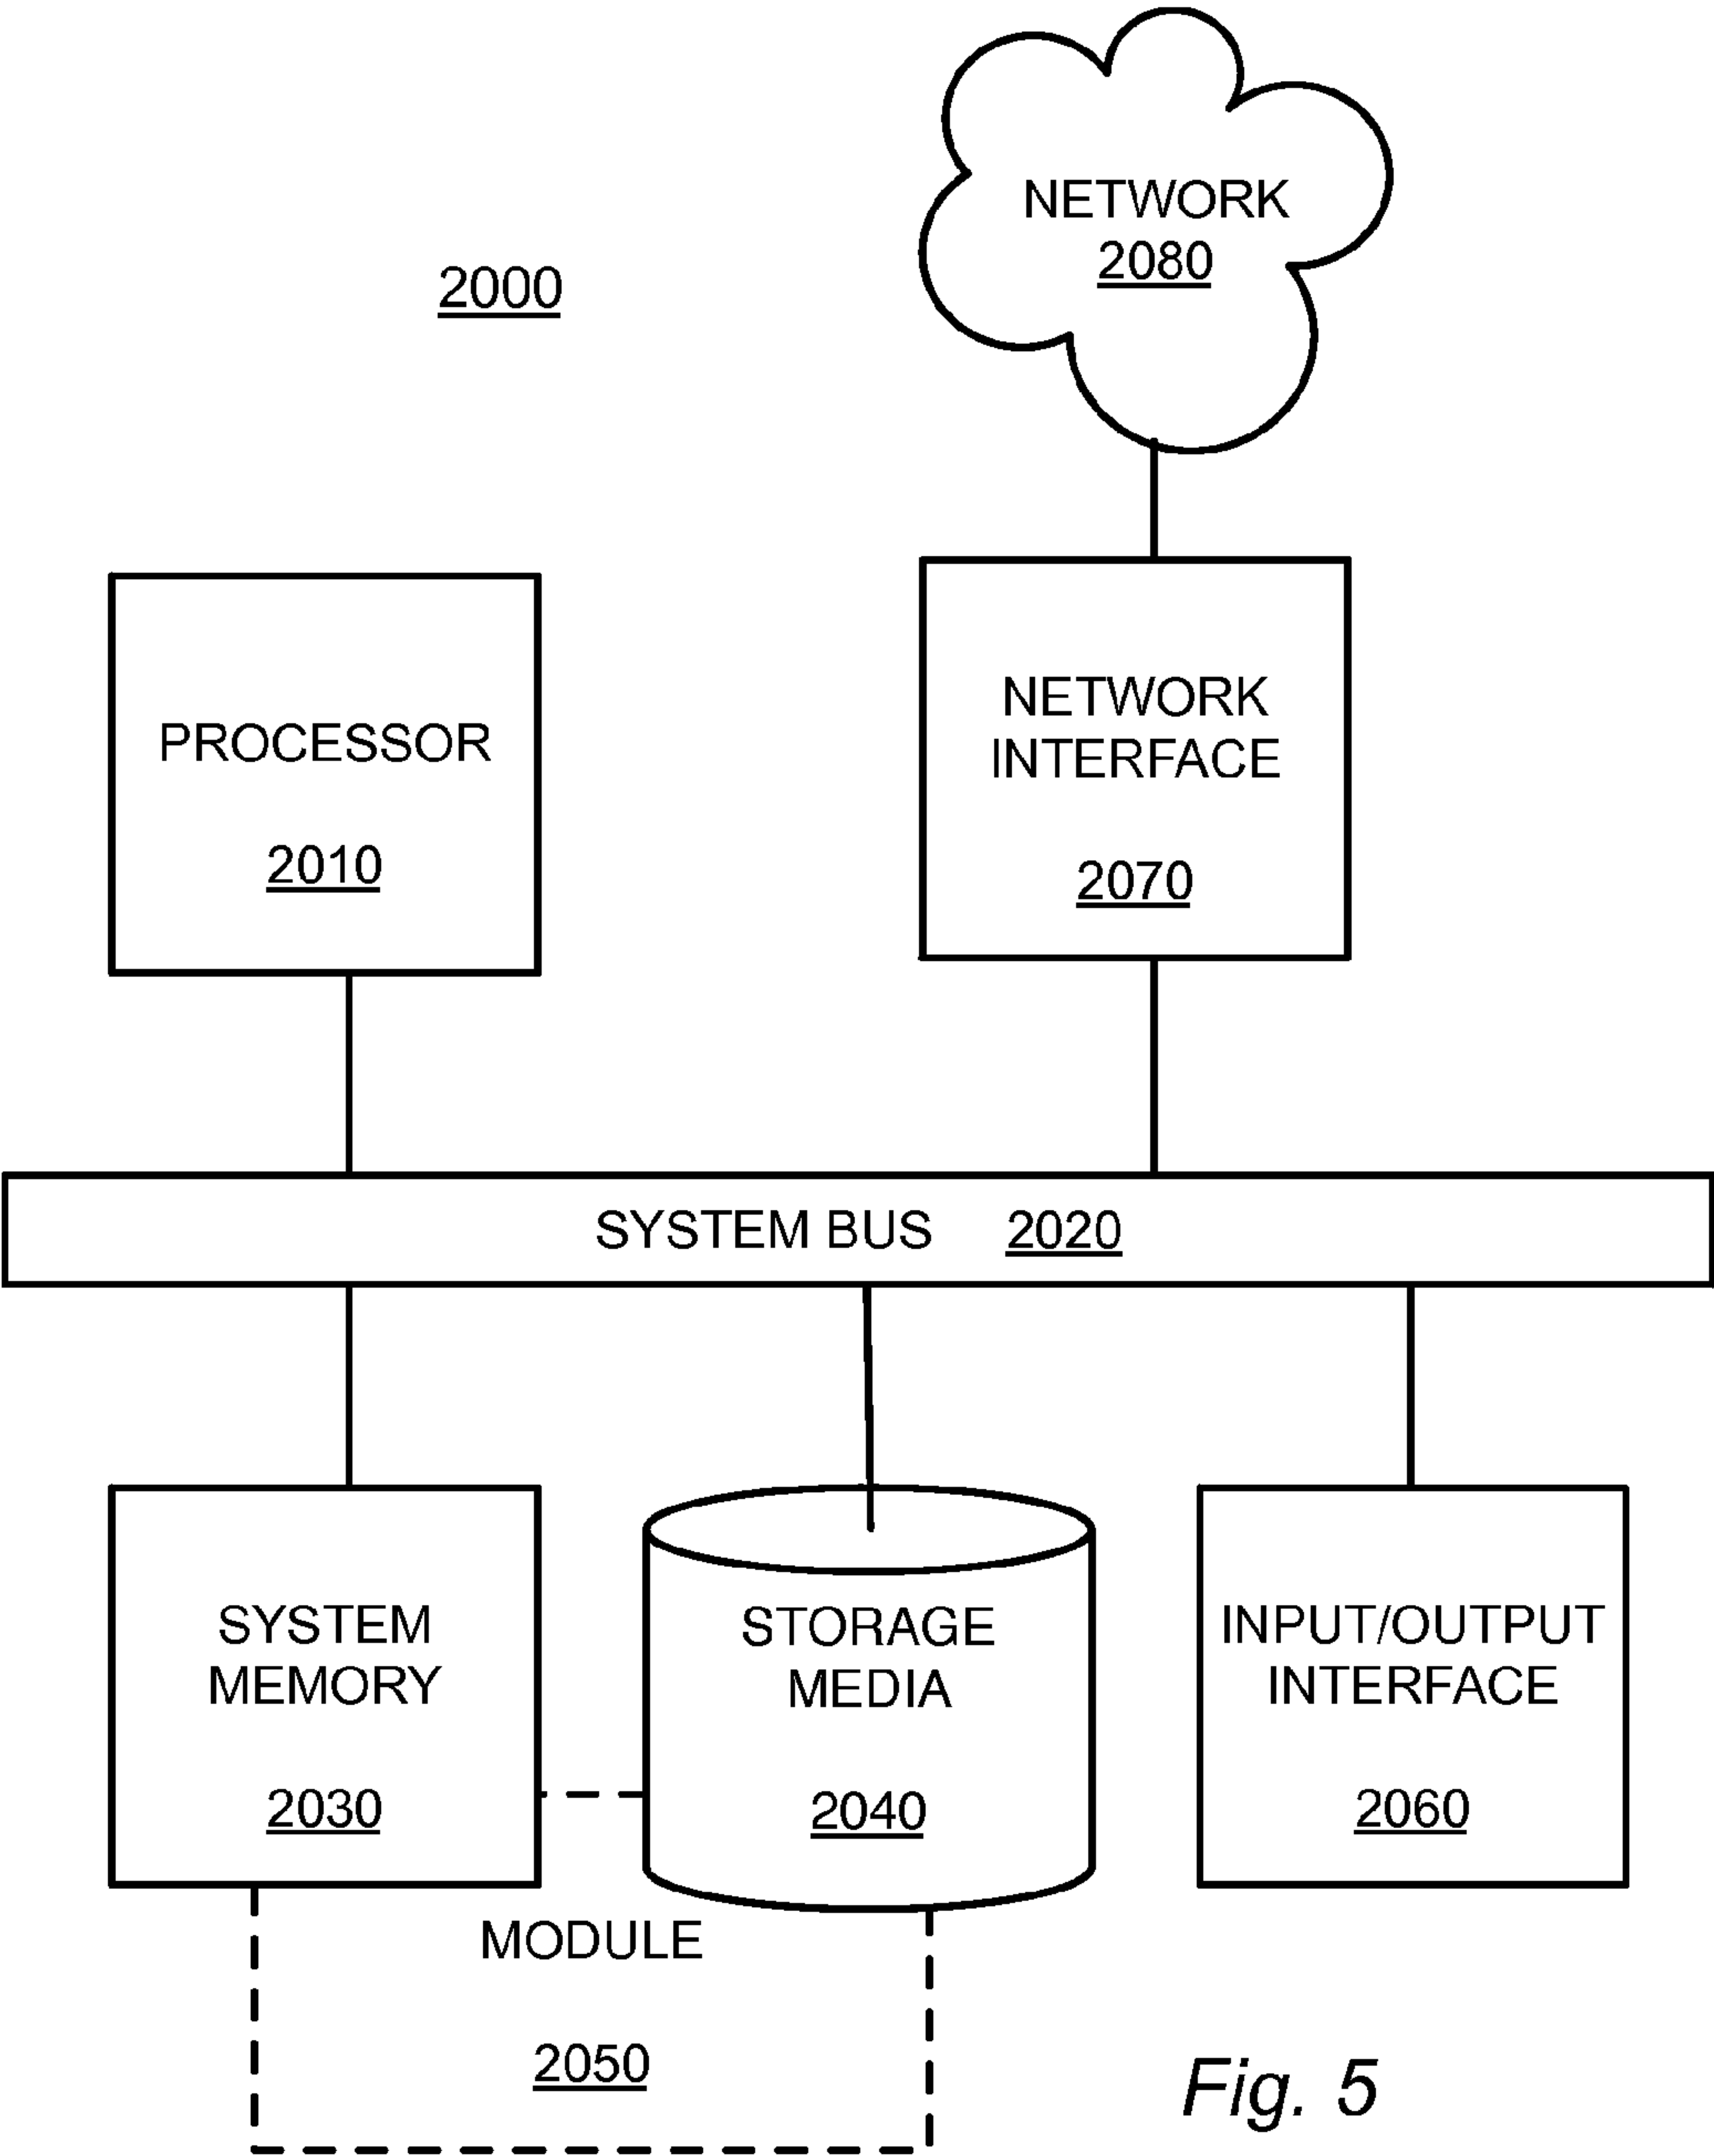 NETWORK
2080
2000
PROCESSOR
2010
NETWORK
INTERFACE
2070
SYSTEM BUS 2020
SYSTEM
MEMORY
2030
STORAGE
MEDIA
2040
INPUT/OUTPUT
INTERFACE
2060
MODULE
2050
Fig. 5